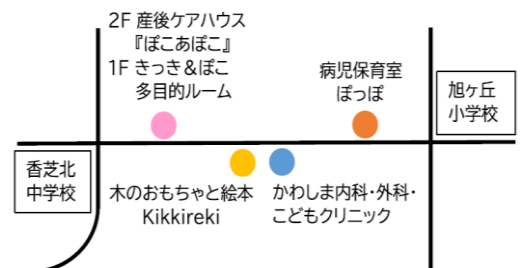 2F 産後ケアハウス
『ぽこあぽこ』
1F きっき&ぽこ
多目的ルーム
病児保育室
ぽっぽ
旭ヶ丘
小学校
香芝北
中学校
木のおもちゃと絵本
Kikkireki
かわしま内科・外科・
こどもクリニック